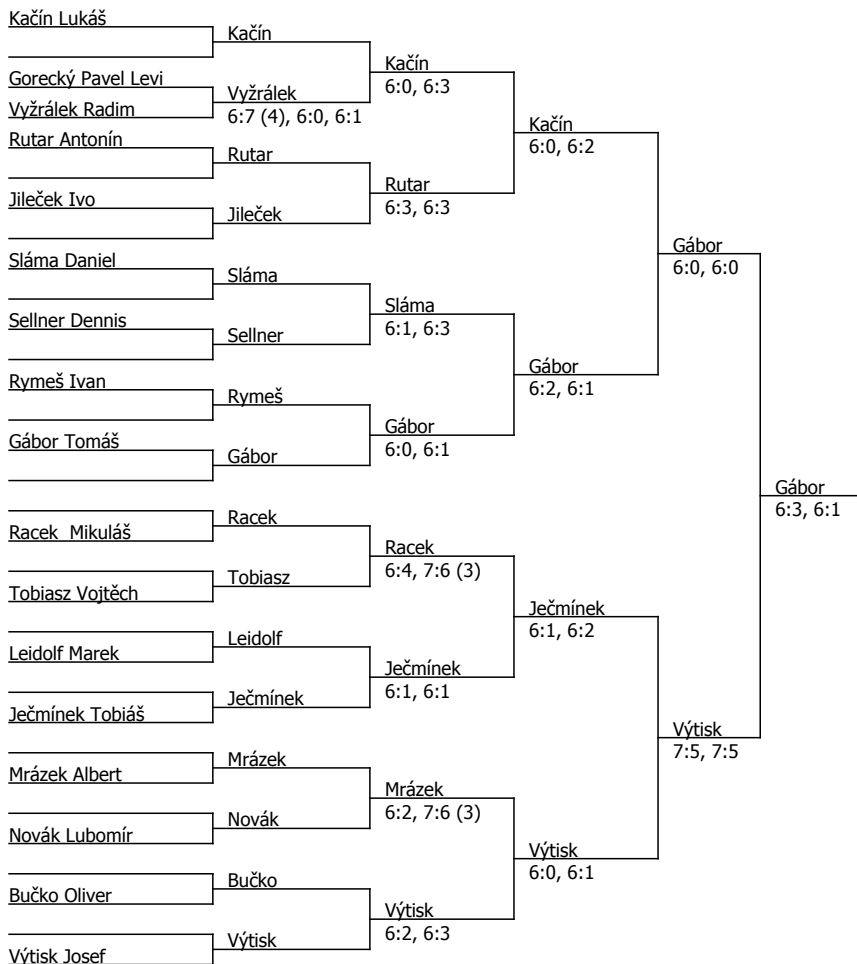 Kačín Lukáš
Gorecký Pavel Levi
Vyžrálek Radim
Rutar Antonín
Jileček Ivo
Sláma Daniel
Sellner Dennis
Rymeš Ivan
Gábor Tomáš
Racek  Mikuláš
Tobiasz Vojtěch
Leidolf Marek
Ječmínek Tobiáš
Mrázek Albert
Novák Lubomír
Bučko Oliver
Výtisk Josef
Kačín
Vyžrálek
6:7 (4), 6:0, 6:1
Rutar
Jileček
Sláma
Sellner
Rymeš
Gábor
Racek
Tobiasz
Leidolf
Ječmínek
Mrázek
Novák
Bučko
Výtisk
Kačín
6:0, 6:3
Rutar
6:3, 6:3
Sláma
6:1, 6:3
Gábor
6:0, 6:1
Racek
6:4, 7:6 (3)
Ječmínek
6:1, 6:1
Mrázek
6:2, 7:6 (3)
Výtisk
6:2, 6:3
Kačín
6:0, 6:2
Gábor
6:2, 6:1
Ječmínek
6:1, 6:2
Výtisk
6:0, 6:1
Gábor
6:0, 6:0
Výtisk
7:5, 7:5
Gábor
6:3, 6:1